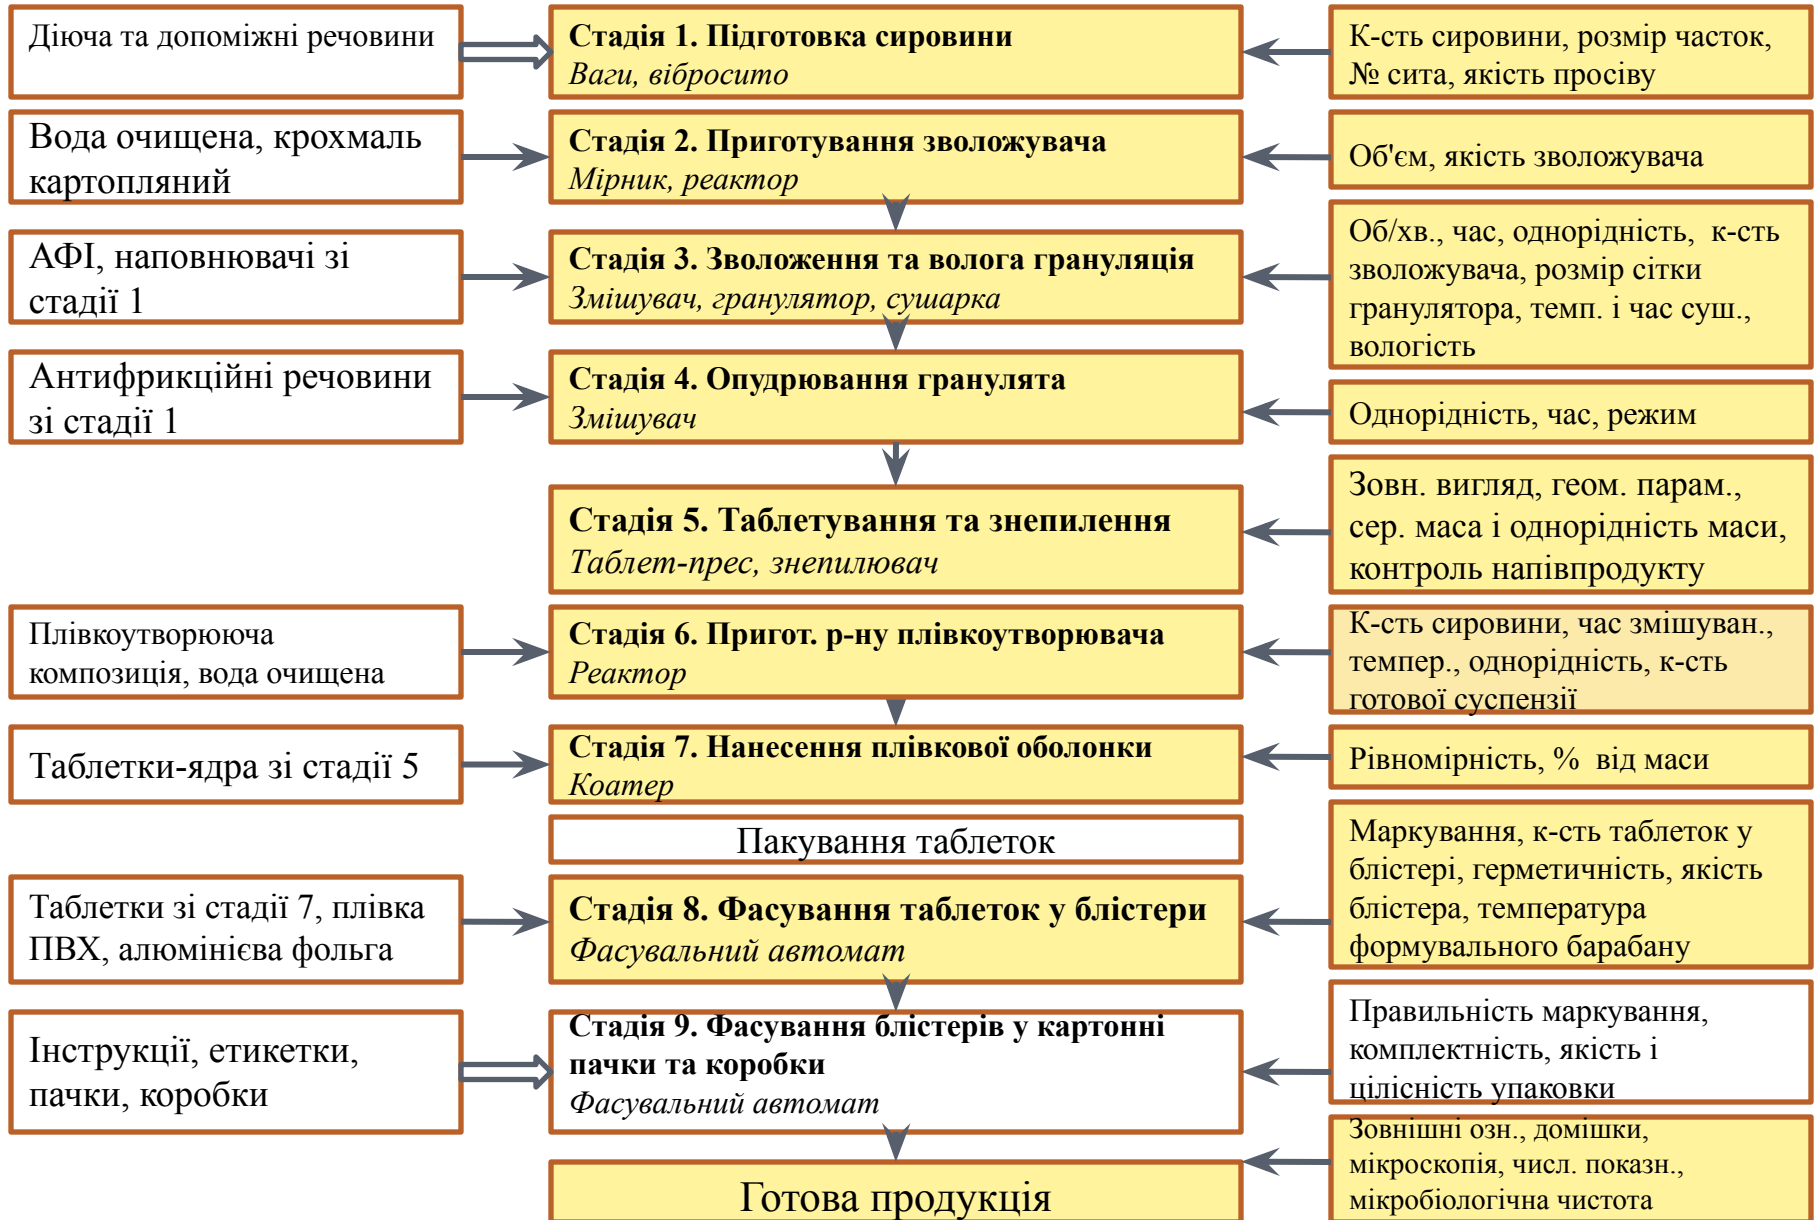 Діюча та допоміжні речовини
Стадія 1. Підготовка сировини
Ваги, вібросито
К-сть сировини, розмір часток,
№ сита, якість просіву
Вода очищена, крохмаль
картопляний
Стадія 2. Приготування зволожувача
Мірник, реактор
Об'єм, якість зволожувача
АФІ, наповнювачі зі
стадії 1
Стадія 3. Зволоження та волога грануляція
Змішувач, гранулятор, сушарка
Об/хв., час, однорідність, к-сть
зволожувача, розмір сітки
гранулятора, темп. і час суш.,
вологість
Антифрикційні речовини
зі стадії 1
Стадія 4. Опудрювання гранулята
Змішувач
Однорідність, час, режим
Стадія 5. Таблетування та знепилення
Таблет-прес, знепилювач
Зовн. вигляд, геом. парам.,
сер. маса і однорідність маси,
контроль напівпродукту
Плівкоутворююча
композиція, вода очищена
Стадія 6. Пригот. р-ну плівкоутворювача
Реактор
К-сть сировини, час змішуван.,
темпер., однорідність, к-сть
готової суспензії
Таблетки-ядра зі стадії 5
Стадія 7. Нанесення плівкової оболонки
Коатер
Рівномірність, % від маси
Пакування таблеток
Таблетки зі стадії 7, плівка
ПВХ, алюмінієва фольга
Стадія 8. Фасування таблеток у блістери
Фасувальний автомат
Маркування, к-сть таблеток у
блістері, герметичність, якість
блістера, температура
формувального барабану
Інструкції, етикетки,
пачки, коробки
Стадія 9. Фасування блістерів у картонні
пачки та коробки
Фасувальний автомат
Правильність маркування,
комплектність, якість і
цілісність упаковки
Готова продукція
Зовнішні озн., домішки,
мікроскопія, числ. показн.,
мікробіологічна чистота